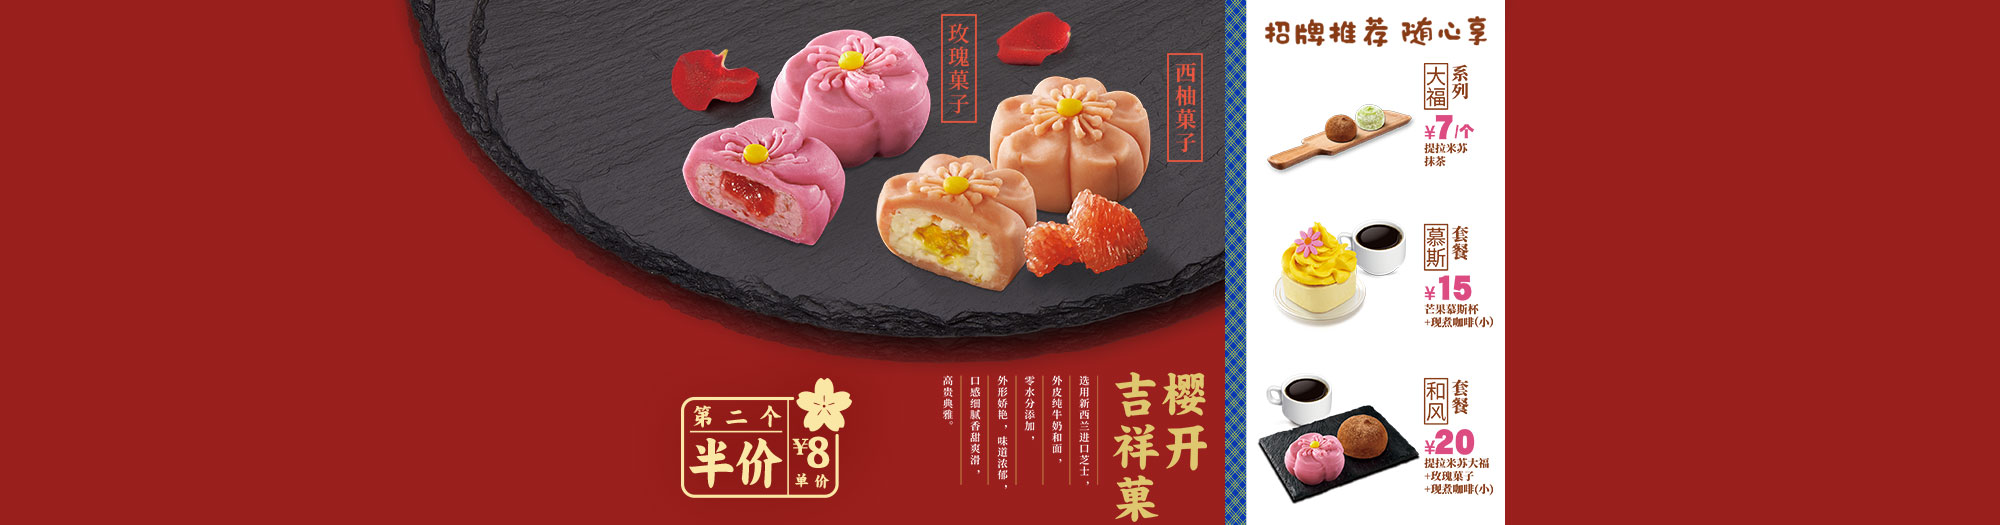 玫瑰菓子
西柚菓子
樱开
吉祥菓
选用新西兰进口芝士，
外皮纯牛奶和面，
零水分添加，
外形娇艳，味道浓郁，
口感细腻香甜爽滑，
高贵典雅。
第二个
半价
¥8
单价
招牌推荐 随心享
大福系列
¥7/个
提拉米苏
抹茶
慕斯套餐
¥15
芒果慕斯杯
+现煮咖啡(小)
和风套餐
¥20
提拉米苏大福
+玫瑰菓子
+现煮咖啡(小)